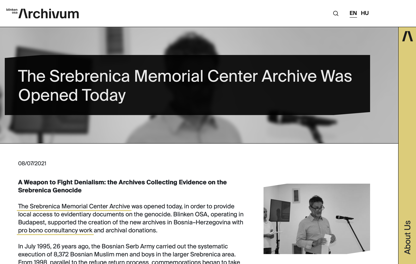 blinken
OSA
Archivum
EN HU
The Srebrenica Memorial Center Archive Was
Opened Today
08/07/2021
A Weapon to Fight Denialism: the Archives Collecting Evidence on the
Srebrenica Genocide
The Srebrenica Memorial Center Archive was opened today, in order to provide
local access to evidentiary documents on the genocide. Blinken OSA, operating in
Budapest, supported the creation of the new archives in Bosnia–Herzegovina with
pro bono consultancy work and archival donations.
In July 1995, 26 years ago, the Bosnian Serb Army carried out the systematic
execution of 8,372 Bosnian Muslim men and boys in the larger Srebrenica area.
From 1998, parallel to the refugee return process, commemorations began to take
About Us